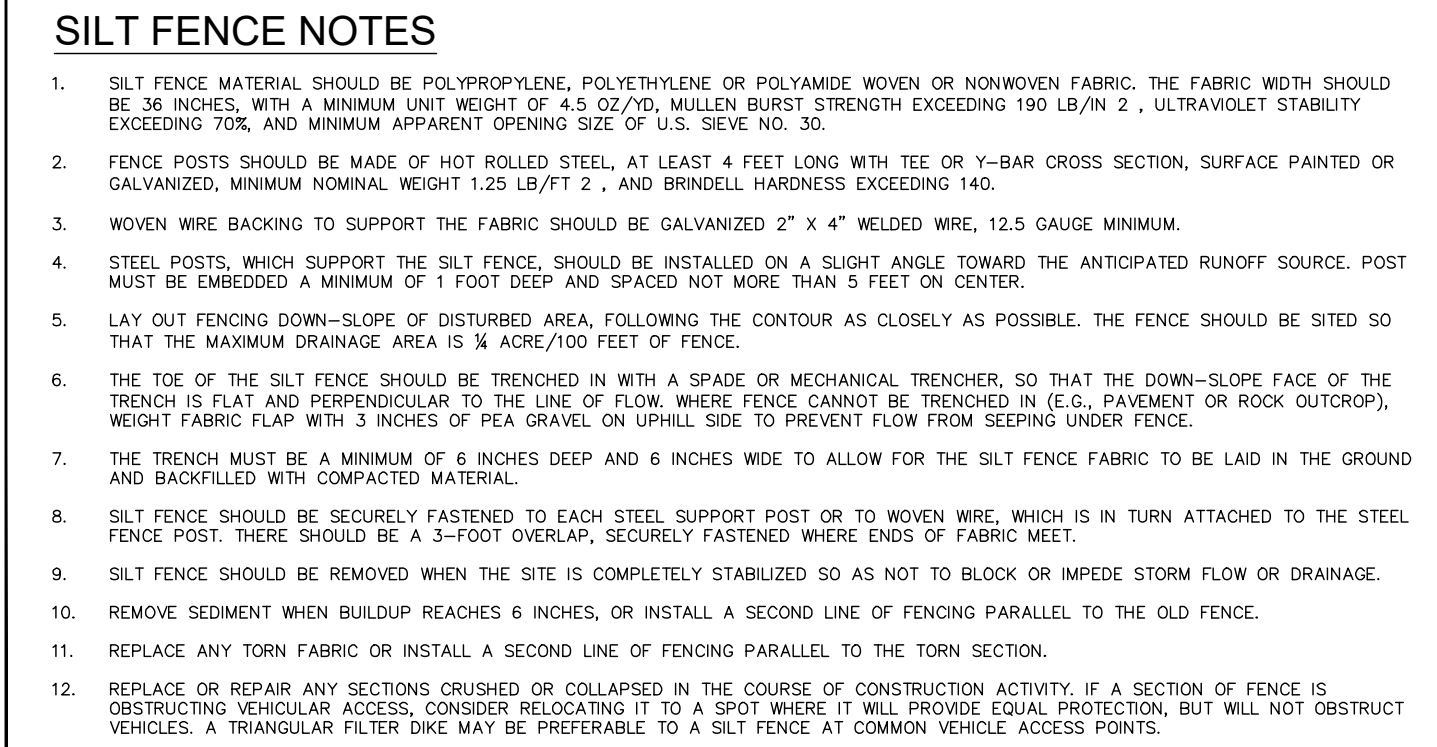 SILT FENCE NOTES
1. SILT FENCE MATERIAL SHOULD BE POLYPROPYLENE, POLYETHYLENE OR POLYAMIDE WOVEN OR NONWOVEN FABRIC. THE FABRIC WIDTH SHOULD
BE 36 INCHES, WITH A MINIMUM UNIT WEIGHT OF 4.5 OZ/YD, MULLEN BURST STRENGTH EXCEEDING 190 LB/IN 2 , ULTRAVIOLET STABILITY
EXCEEDING 70%, AND MINIMUM APPARENT OPENING SIZE OF U.S. SIEVE NO. 30.
2. FENCE POSTS SHOULD BE MADE OF HOT ROLLED STEEL, AT LEAST 4 FEET LONG WITH TEE OR Y-BAR CROSS SECTION, SURFACE PAINTED OR
GALVANIZED, MINIMUM NOMINAL WEIGHT 1.25 LB/FT 2 , AND BRINDELL HARDNESS EXCEEDING 140.
3. WOVEN WIRE BACKING TO SUPPORT THE FABRIC SHOULD BE GALVANIZED 2" X 4" WELDED WIRE, 12.5 GAUGE MINIMUM.
4. STEEL POSTS, WHICH SUPPORT THE SILT FENCE, SHOULD BE INSTALLED ON A SLIGHT ANGLE TOWARD THE ANTICIPATED RUNOFF SOURCE. POST
MUST BE EMBEDDED A MINIMUM OF 1 FOOT DEEP AND SPACED NOT MORE THAN 5 FEET ON CENTER.
5. LAY OUT FENCING DOWN-SLOPE OF DISTURBED AREA, FOLLOWING THE CONTOUR AS CLOSELY AS POSSIBLE. THE FENCE SHOULD BE SITED SO
THAT THE MAXIMUM DRAINAGE AREA IS ¼ ACRE/100 FEET OF FENCE.
6. THE TOE OF THE SILT FENCE SHOULD BE TRENCHED IN WITH A SPADE OR MECHANICAL TRENCHER, SO THAT THE DOWN-SLOPE FACE OF THE
TRENCH IS FLAT AND PERPENDICULAR TO THE LINE OF FLOW. WHERE FENCE CANNOT BE TRENCHED IN (E.G., PAVEMENT OR ROCK OUTCROP),
WEIGHT FABRIC FLAP WITH 3 INCHES OF PEA GRAVEL ON UPHILL SIDE TO PREVENT FLOW FROM SEEPING UNDER FENCE.
7. THE TRENCH MUST BE A MINIMUM OF 6 INCHES DEEP AND 6 INCHES WIDE TO ALLOW FOR THE SILT FENCE FABRIC TO BE LAID IN THE GROUND
AND BACKFILLED WITH COMPACTED MATERIAL.
8. SILT FENCE SHOULD BE SECURELY FASTENED TO EACH STEEL SUPPORT POST OR TO WOVEN WIRE, WHICH IS IN TURN ATTACHED TO THE STEEL
FENCE POST. THERE SHOULD BE A 3-FOOT OVERLAP, SECURELY FASTENED WHERE ENDS OF FABRIC MEET.
9. SILT FENCE SHOULD BE REMOVED WHEN THE SITE IS COMPLETELY STABILIZED SO AS NOT TO BLOCK OR IMPEDE STORM FLOW OR DRAINAGE.
10. REMOVE SEDIMENT WHEN BUILDUP REACHES 6 INCHES, OR INSTALL A SECOND LINE OF FENCING PARALLEL TO THE OLD FENCE.
11. REPLACE ANY TORN FABRIC OR INSTALL A SECOND LINE OF FENCING PARALLEL TO THE TORN SECTION.
12. REPLACE OR REPAIR ANY SECTIONS CRUSHED OR COLLAPSED IN THE COURSE OF CONSTRUCTION ACTIVITY. IF A SECTION OF FENCE IS
OBSTRUCTING VEHICULAR ACCESS, CONSIDER RELOCATING IT TO A SPOT WHERE IT WILL PROVIDE EQUAL PROTECTION, BUT WILL NOT OBSTRUCT
VEHICLES. A TRIANGULAR FILTER DIKE MAY BE PREFERABLE TO A SILT FENCE AT COMMON VEHICLE ACCESS POINTS.